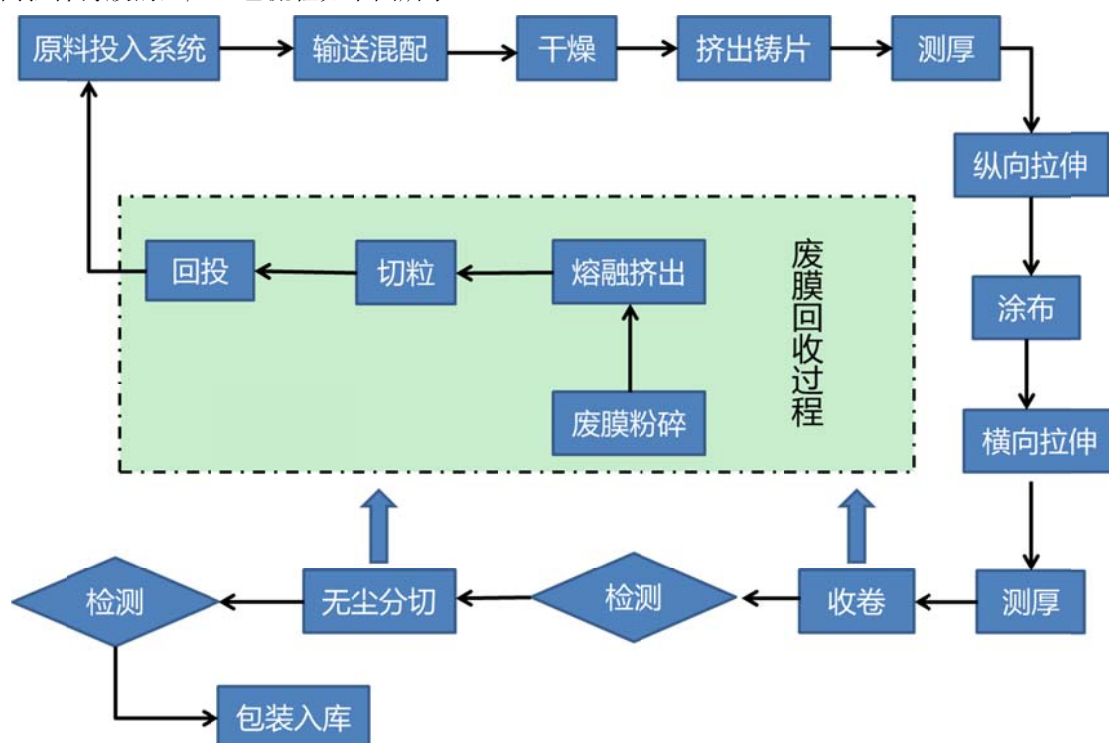 原料投入系统
输送混配
干燥
挤出铸片
测厚
纵向拉伸
涂布
横向拉伸
测厚
收卷
检测
无尘分切
检测
包装入库
废膜回收过程
废膜粉碎
熔融挤出
切粒
回投